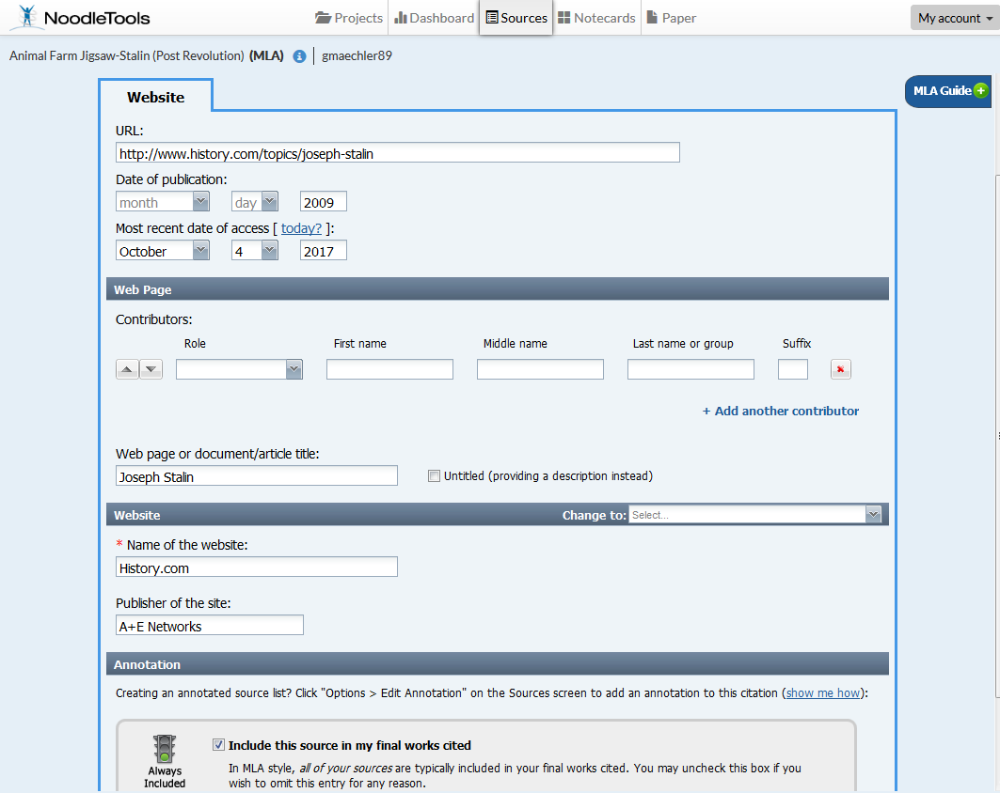 NoodleTools Projects Dashboard Sources Notecards Paper My account
Animal Farm Jigsaw-Stalin (Post Revolution) (MLA) i gmaechler89
Website MLA Guide +
URL:
http://www.history.com/topics/joseph-stalin
Date of publication:
month day 2009
Most recent date of access [ today? ]:
October 4 2017
Web Page
Contributors:
Role First name Middle name Last name or group Suffix
+ Add another contributor
Web page or document/article title:
Joseph Stalin Untitled (providing a description instead)
Website Change to: Select...
* Name of the website:
History.com
Publisher of the site:
A+E Networks
Annotation
Creating an annotated source list? Click "Options > Edit Annotation" on the Sources screen to add an annotation to this citation (show me how):
Include this source in my final works cited
Always Included
In MLA style, all of your sources are typically included in your final works cited. You may uncheck this box if you
wish to omit this entry for any reason.